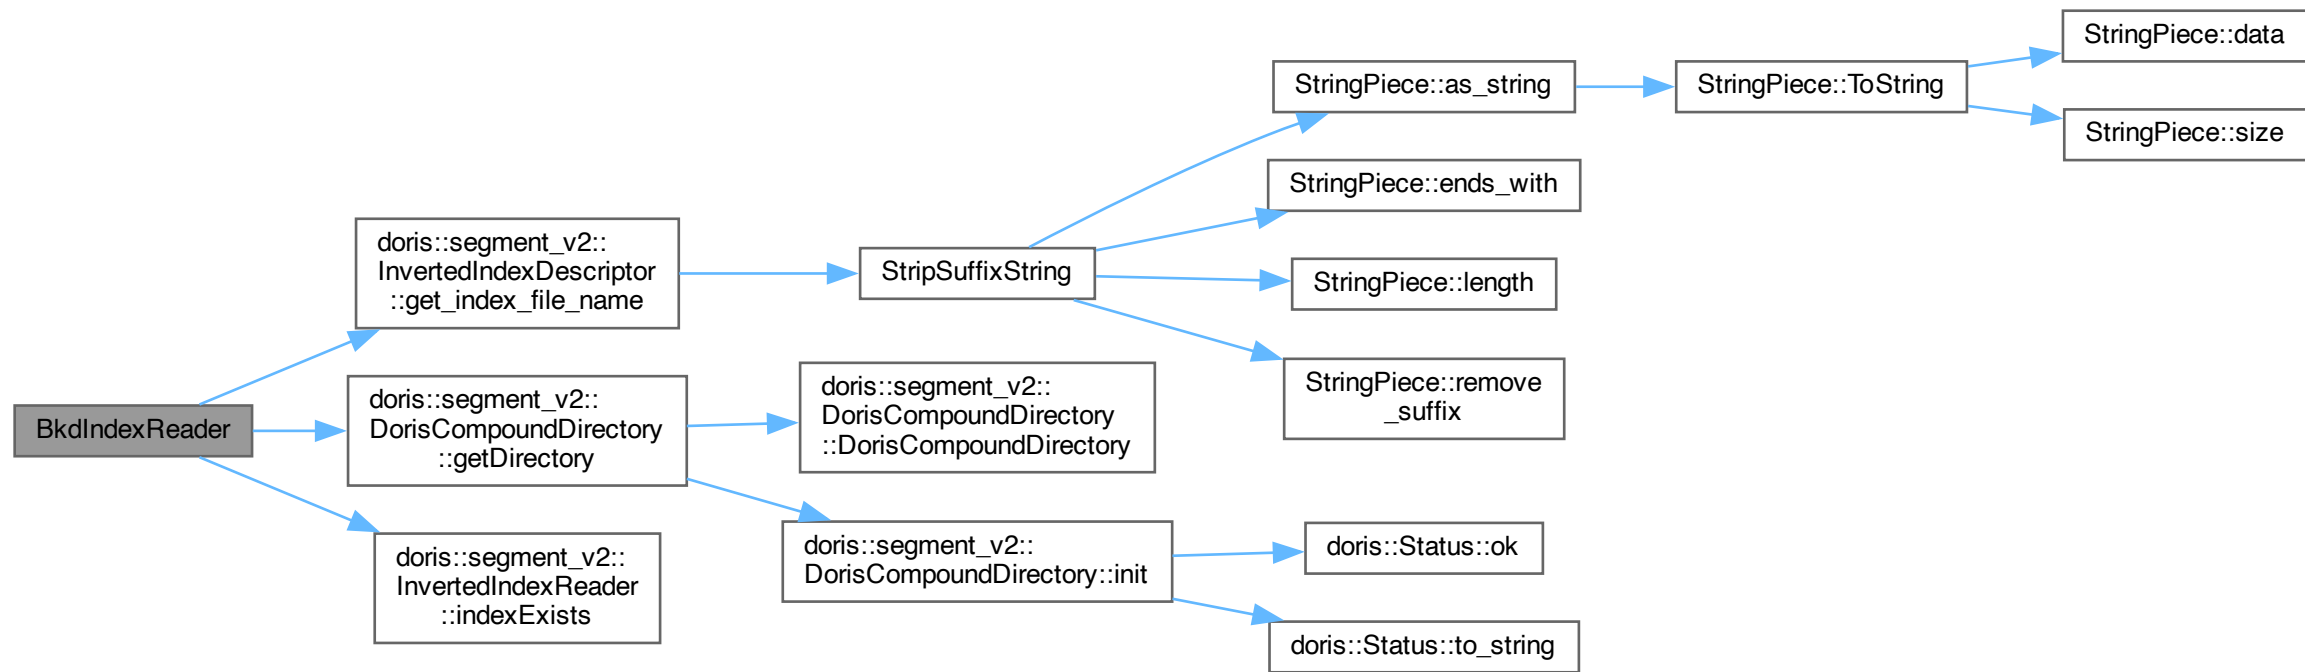 BkdIndexReader
doris::segment_v2::
InvertedIndexDescriptor
::get_index_file_name
doris::segment_v2::
DorisCompoundDirectory
::getDirectory
doris::segment_v2::
InvertedIndexReader
::indexExists
StripSuffixString
doris::segment_v2::
DorisCompoundDirectory
::DorisCompoundDirectory
doris::segment_v2::
DorisCompoundDirectory::init
StringPiece::as_string
StringPiece::ends_with
StringPiece::length
StringPiece::remove
_suffix
doris::Status::ok
doris::Status::to_string
StringPiece::ToString
StringPiece::data
StringPiece::size